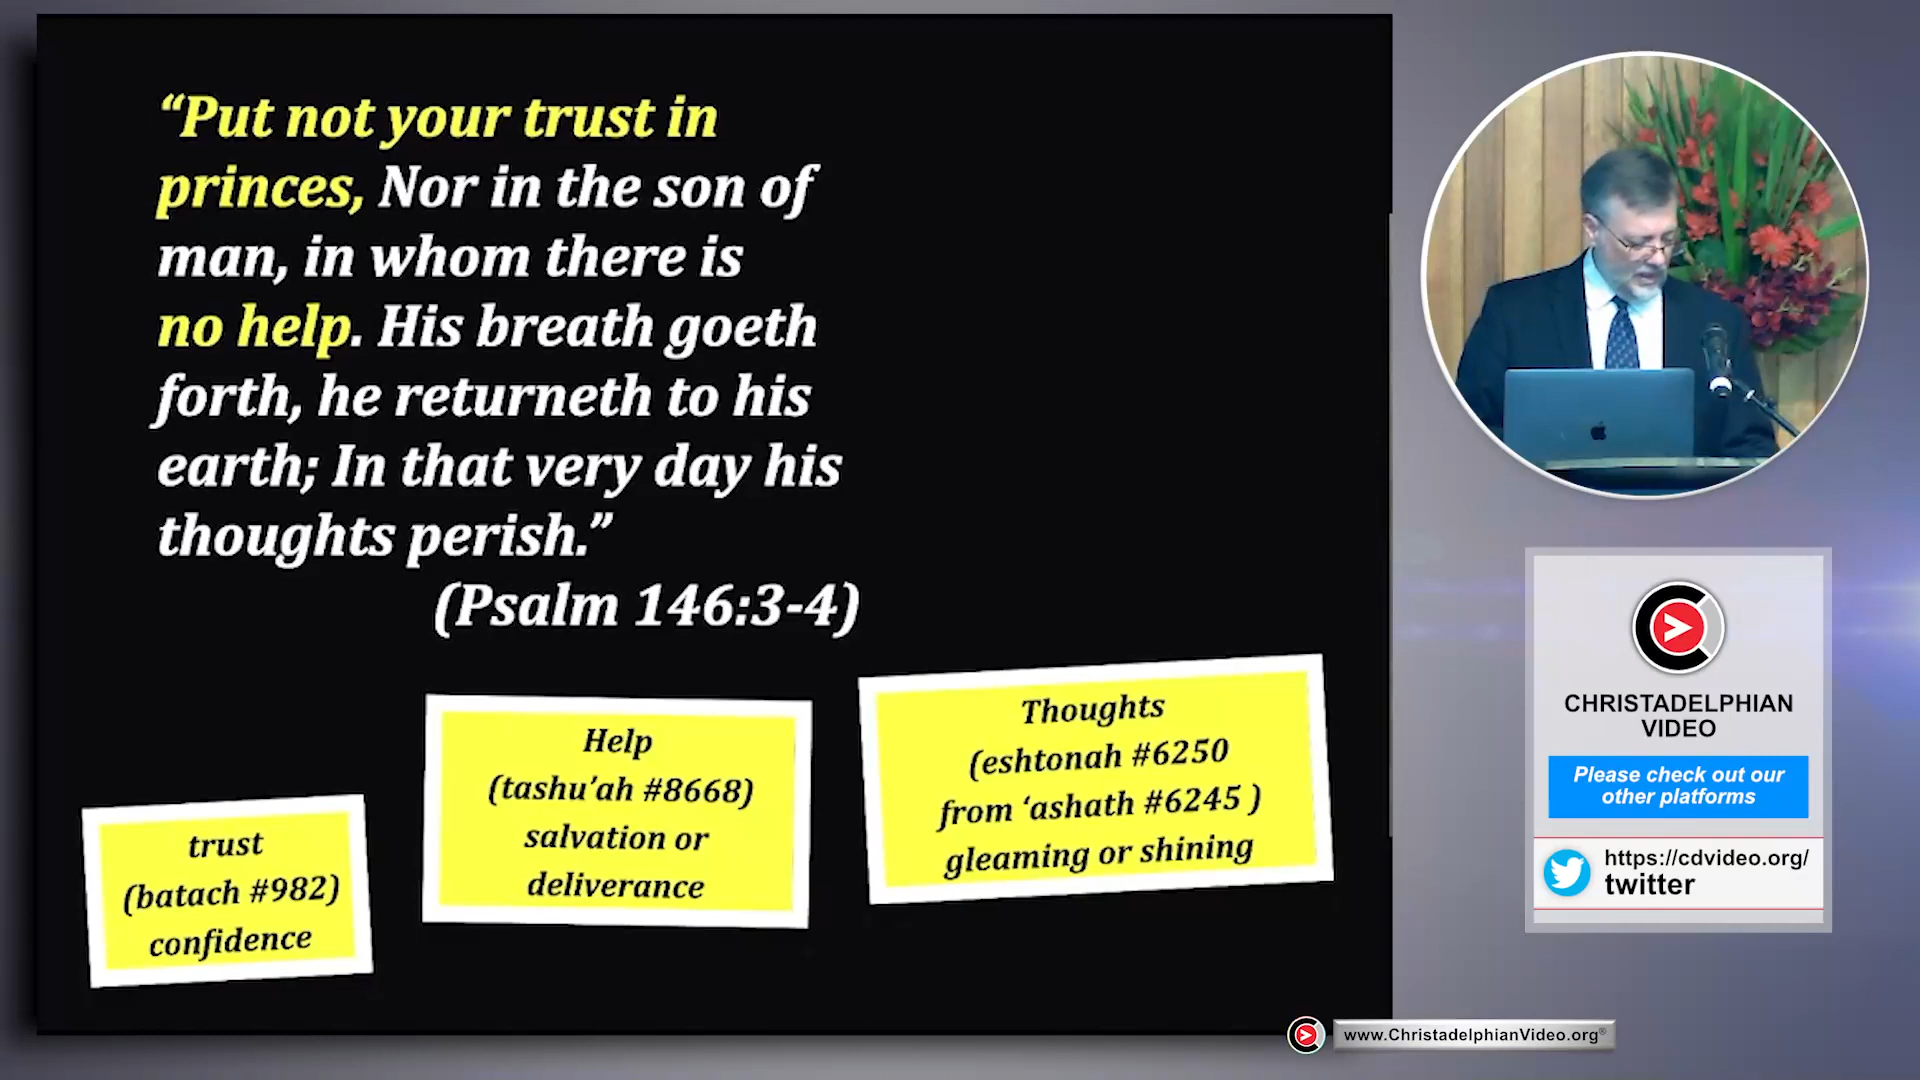 “Put not your trust in
princes, Nor in the son of
man, in whom there is
no help. His breath goeth
forth, he returneth to his
earth; In that very day his
thoughts perish.”
(Psalm 146:3-4)
trust
(batach #982)
confidence
Help
(tashu’ah #8668)
salvation or
deliverance
Thoughts
(eshtonah #6250
from ‘ashath #6245 )
gleaming or shining
CHRISTADELPHIAN
VIDEO
Please check out our
other platforms
https://cdvideo.org/
twitter
www.ChristadelphianVideo.org®